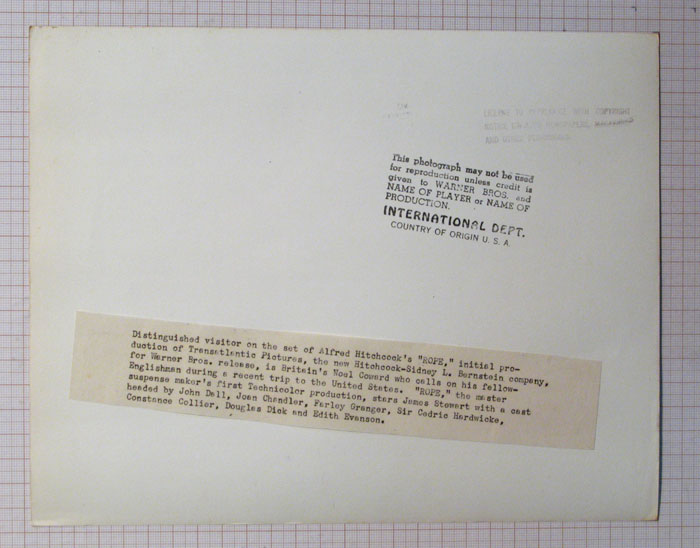 COPYRIGHT
AND
This photograph may not be used
for reproduction unless credit is
given to WARNER BROS. and
NAME OF PLAYER or NAME OF
PRODUCTION.
INTERNATIONAL DEPT.
COUNTRY OF ORIGIN U. S. A.
Distinguished visitor on the set of Alfred Hitchcock's "ROPE," initial pro-
duction of Transatlantic Pictures, the new Hitchcock-Sidney L. Bernstein company,
for Warner Bros. release, is Britain's Noel Coward who calls on his fellow-
Englishman during a recent trip to the United States. "ROPE," the master
suspense maker's first Technicolor production, stars James Stewart with a cast
headed by John Dall, Joan Chandler, Farley Granger, Sir Cedric Hardwicke,
Constance Collier, Douglas Dick and Edith Evanson.